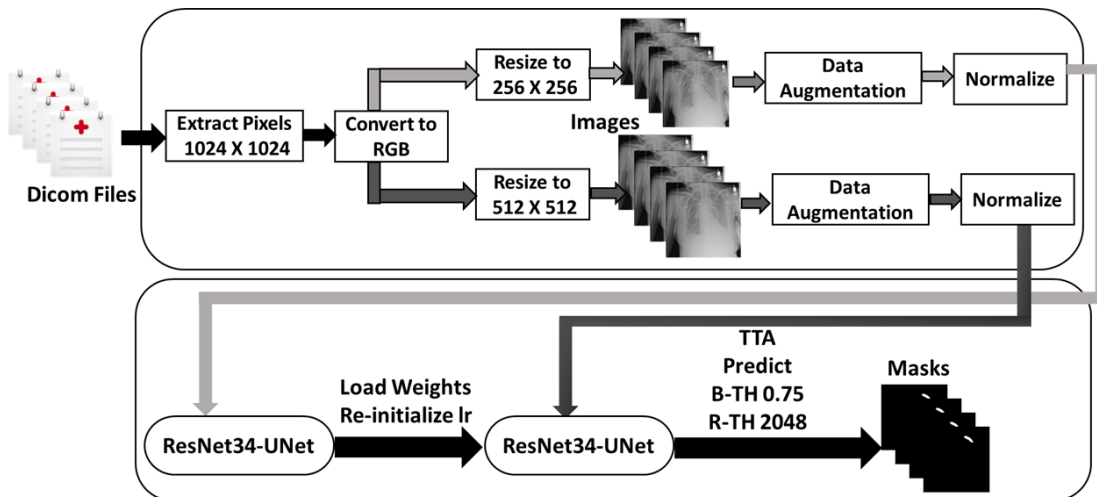 Dicom Files
Extract Pixels
1024 X 1024
Convert to
RGB
Resize to
256 X 256
Images
Data
Augmentation
Normalize
Resize to
512 X 512
Data
Augmentation
Normalize
ResNet34-UNet
Load Weights
Re-initialize lr
ResNet34-UNet
TTA
Predict
B-TH 0.75
R-TH 2048
Masks